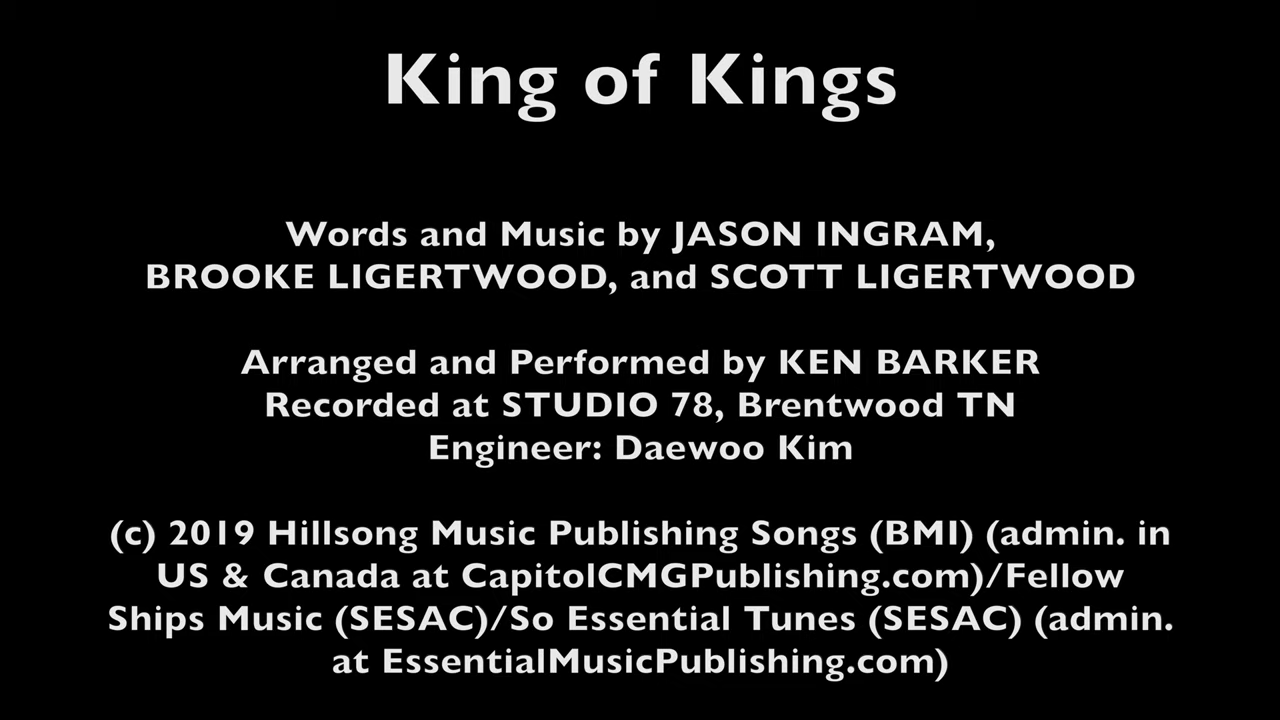 King of Kings
Words and Music by JASON INGRAM,
BROOKE LIGERTWOOD, and SCOTT LIGERTWOOD
Arranged and Performed by KEN BARKER
Recorded at STUDIO 78, Brentwood TN
Engineer: Daewoo Kim
(c) 2019 Hillsong Music Publishing Songs (BMI) (admin. in
US & Canada at CapitolCMGPublishing.com)/Fellow
Ships Music (SESAC)/So Essential Tunes (SESAC) (admin.
at EssentialMusicPublishing.com)